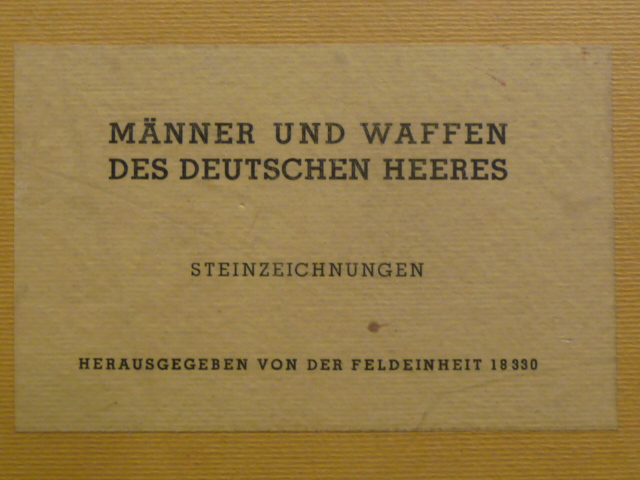 MÄNNER UND WAFFEN
DES DEUTSCHEN HEERES
STEINZEICHNUNGEN
HERAUSGEGEBEN VON DER FELDEINHEIT 18330